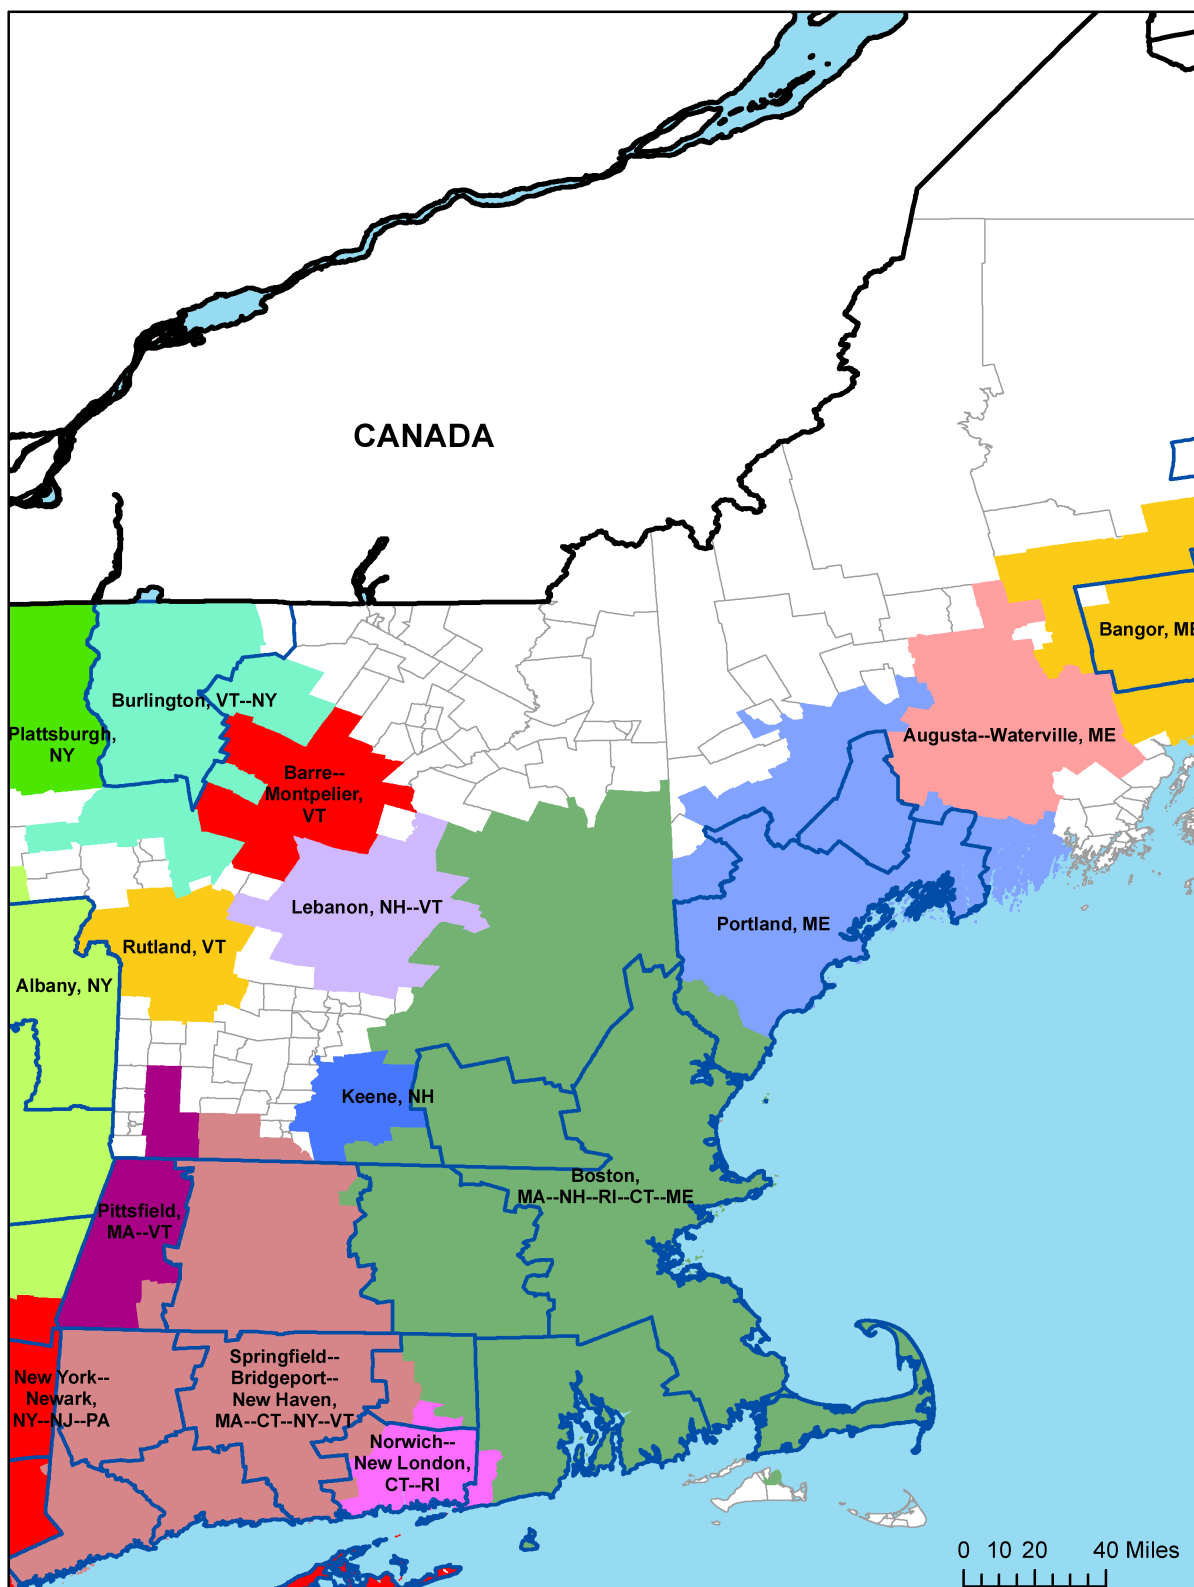 CANADA
Bangor, ME
Burlington, VT--NY
Plattsburgh,
NY
Augusta--Waterville, ME
Barre--
Montpelier,
VT
Lebanon, NH--VT
Portland, ME
Rutland, VT
Albany, NY
Keene, NH
Boston,
MA--NH--RI--CT--ME
Pittsfield,
MA--VT
Springfield--
Bridgeport--
New Haven,
MA--CT--NY--VT
New York--
Newark,
NY--NJ--PA
Norwich--
New London,
CT--RI
0 10 20 40 Miles